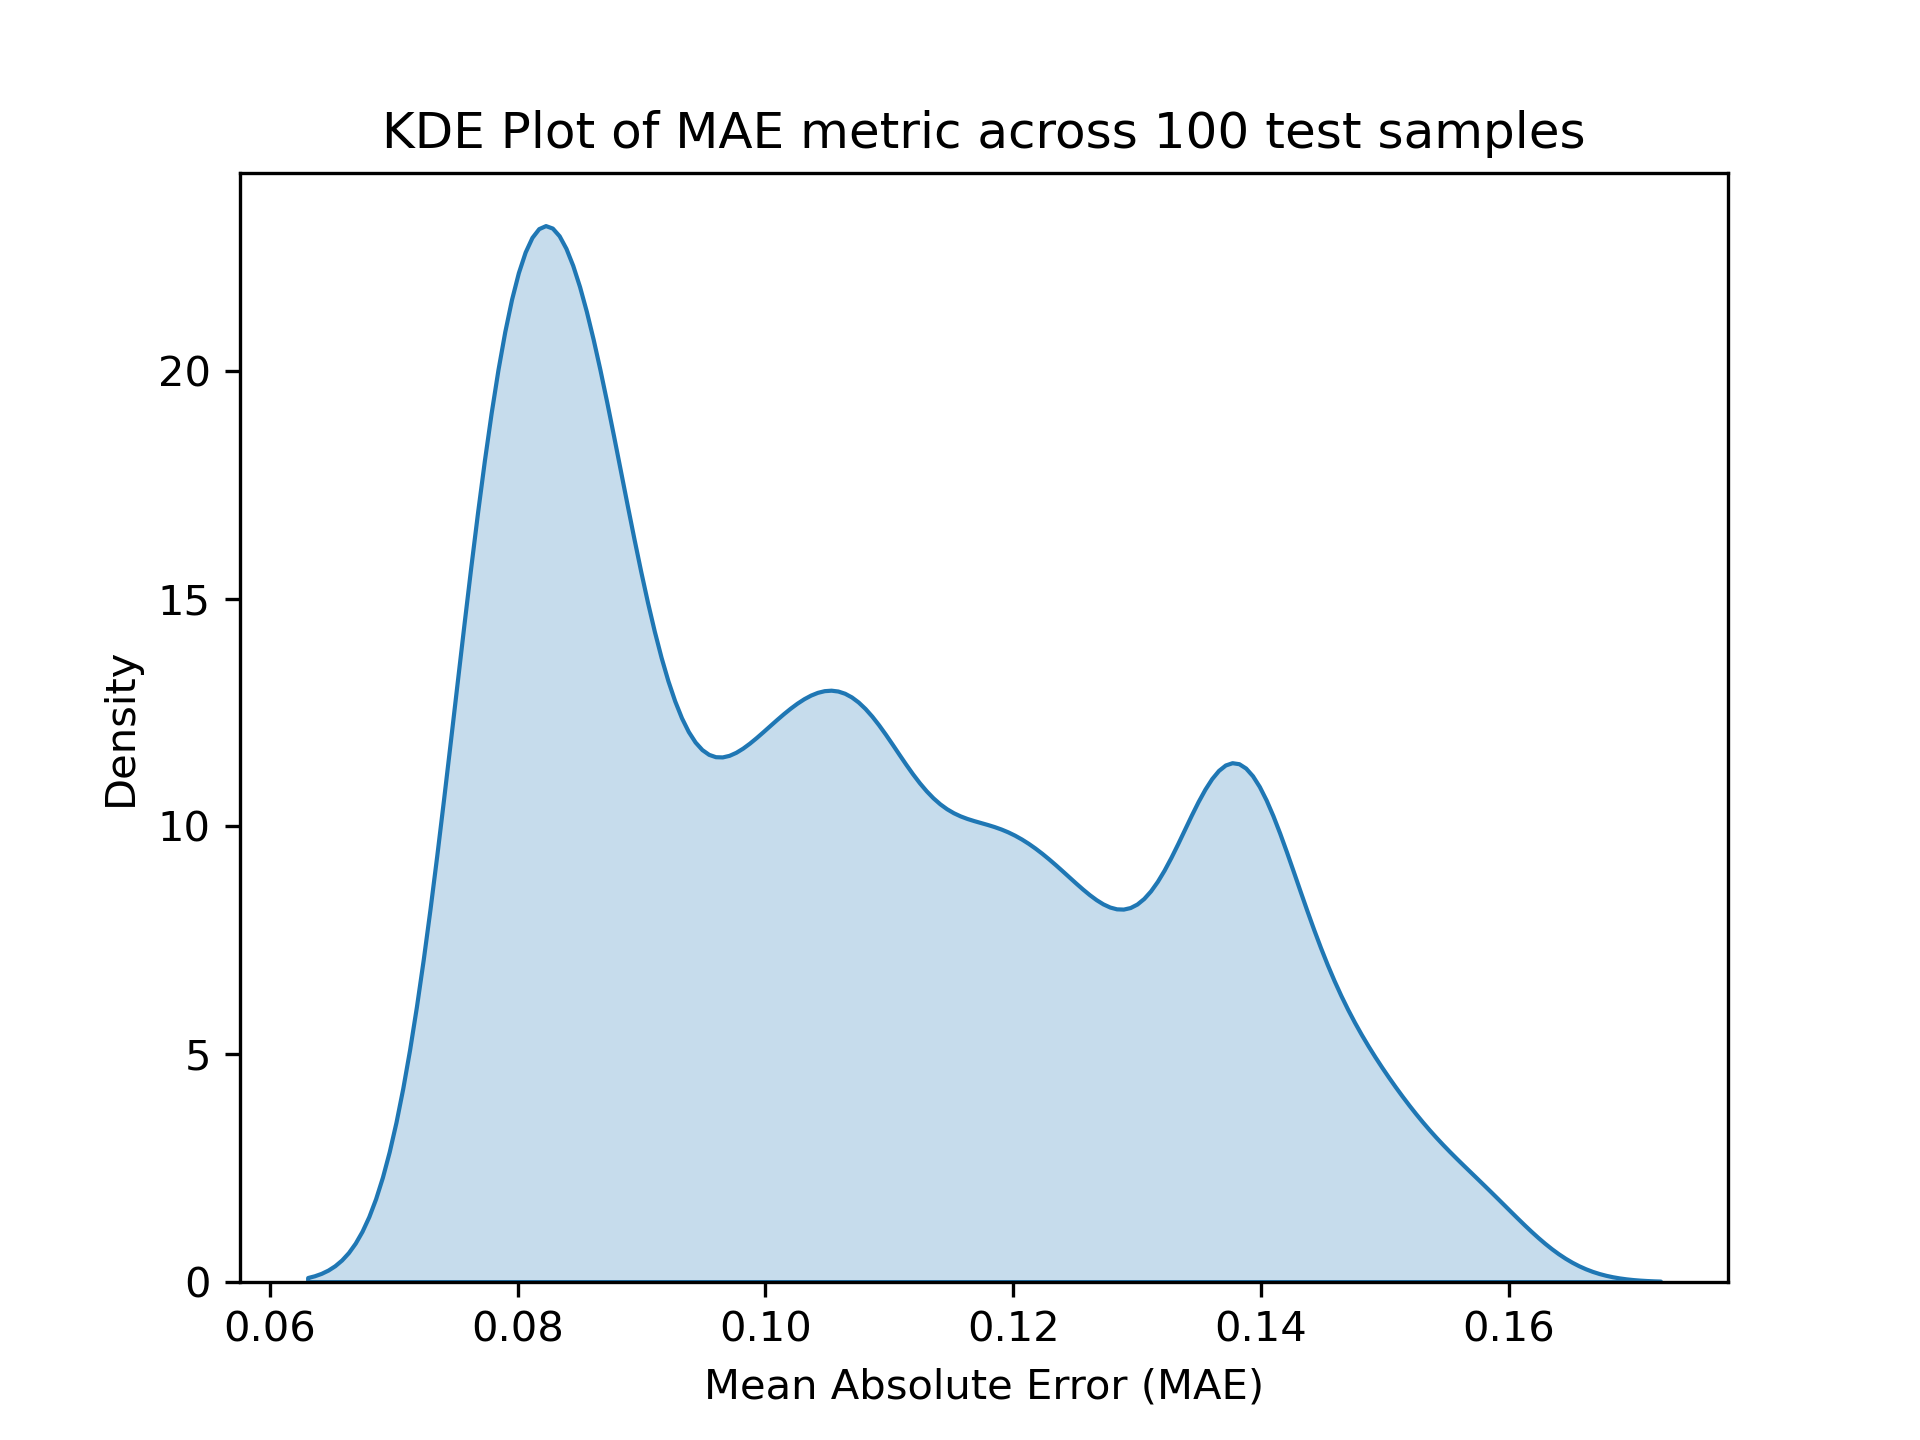 KDE Plot of MAE metric across 100 test samples
20
15
10
5
0
Density
0.06 0.08 0.10 0.12 0.14 0.16
Mean Absolute Error (MAE)